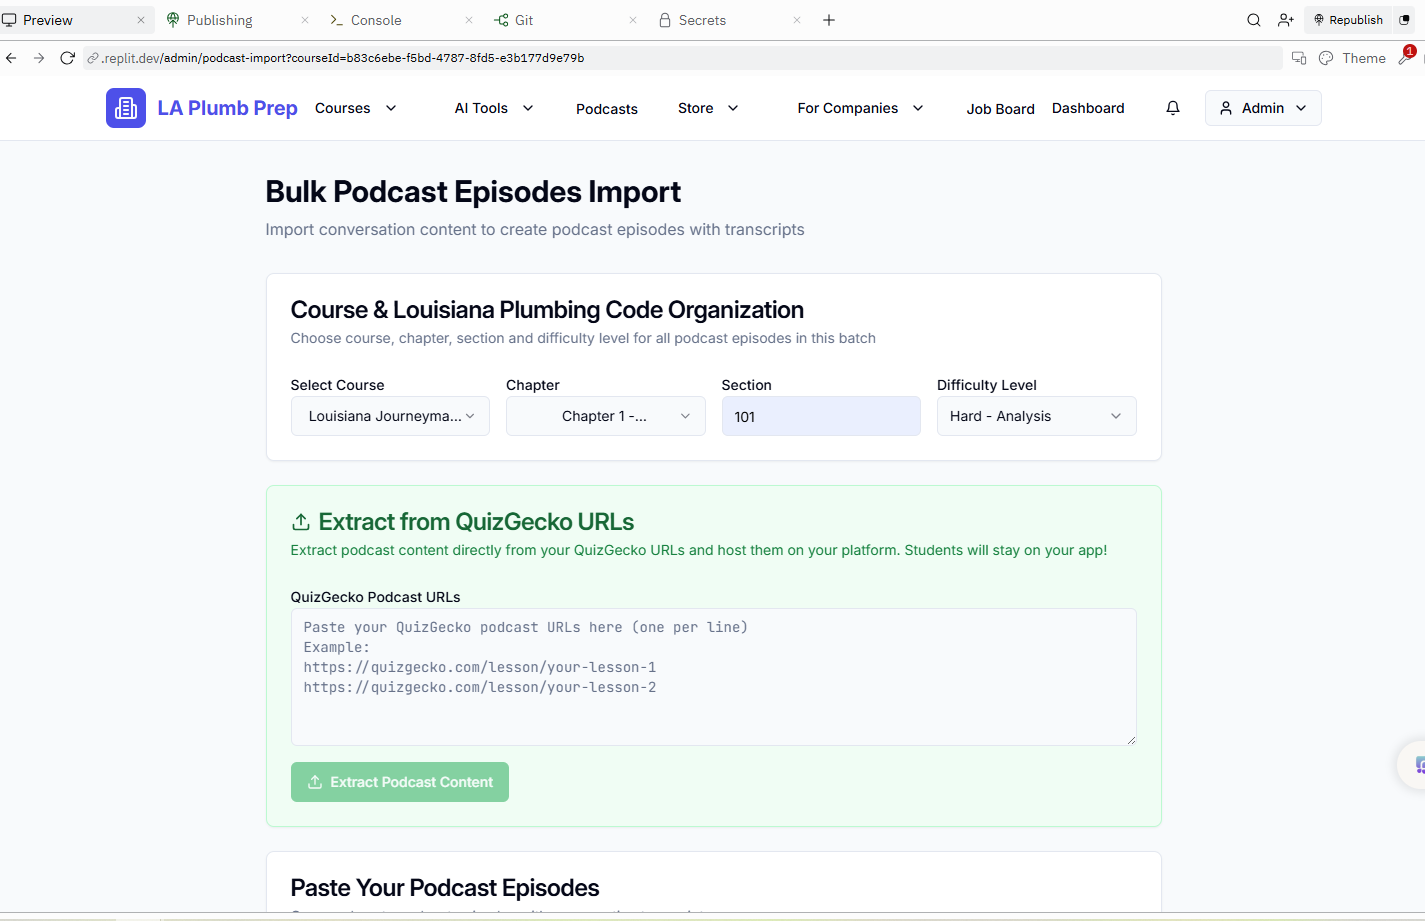 Preview
Publishing
Console
Git
Secrets
Republish
.replit.dev/admin/podcast-import?courseId=b83c6ebe-f5bd-4787-8fd5-e3b177d9e79b
Theme
1
LA Plumb Prep
Courses
AI Tools
Podcasts
Store
For Companies
Job Board
Dashboard
Admin
Bulk Podcast Episodes Import
Import conversation content to create podcast episodes with transcripts
Course & Louisiana Plumbing Code Organization
Choose course, chapter, section and difficulty level for all podcast episodes in this batch
Select Course
Chapter
Section
Difficulty Level
Louisiana Journeyma...
Chapter 1 -...
101
Hard - Analysis
Extract from QuizGecko URLs
Extract podcast content directly from your QuizGecko URLs and host them on your platform. Students will stay on your app!
QuizGecko Podcast URLs
Paste your QuizGecko podcast URLs here (one per line)
Example:
https://quizgecko.com/lesson/your-lesson-1
https://quizgecko.com/lesson/your-lesson-2
Extract Podcast Content
Paste Your Podcast Episodes